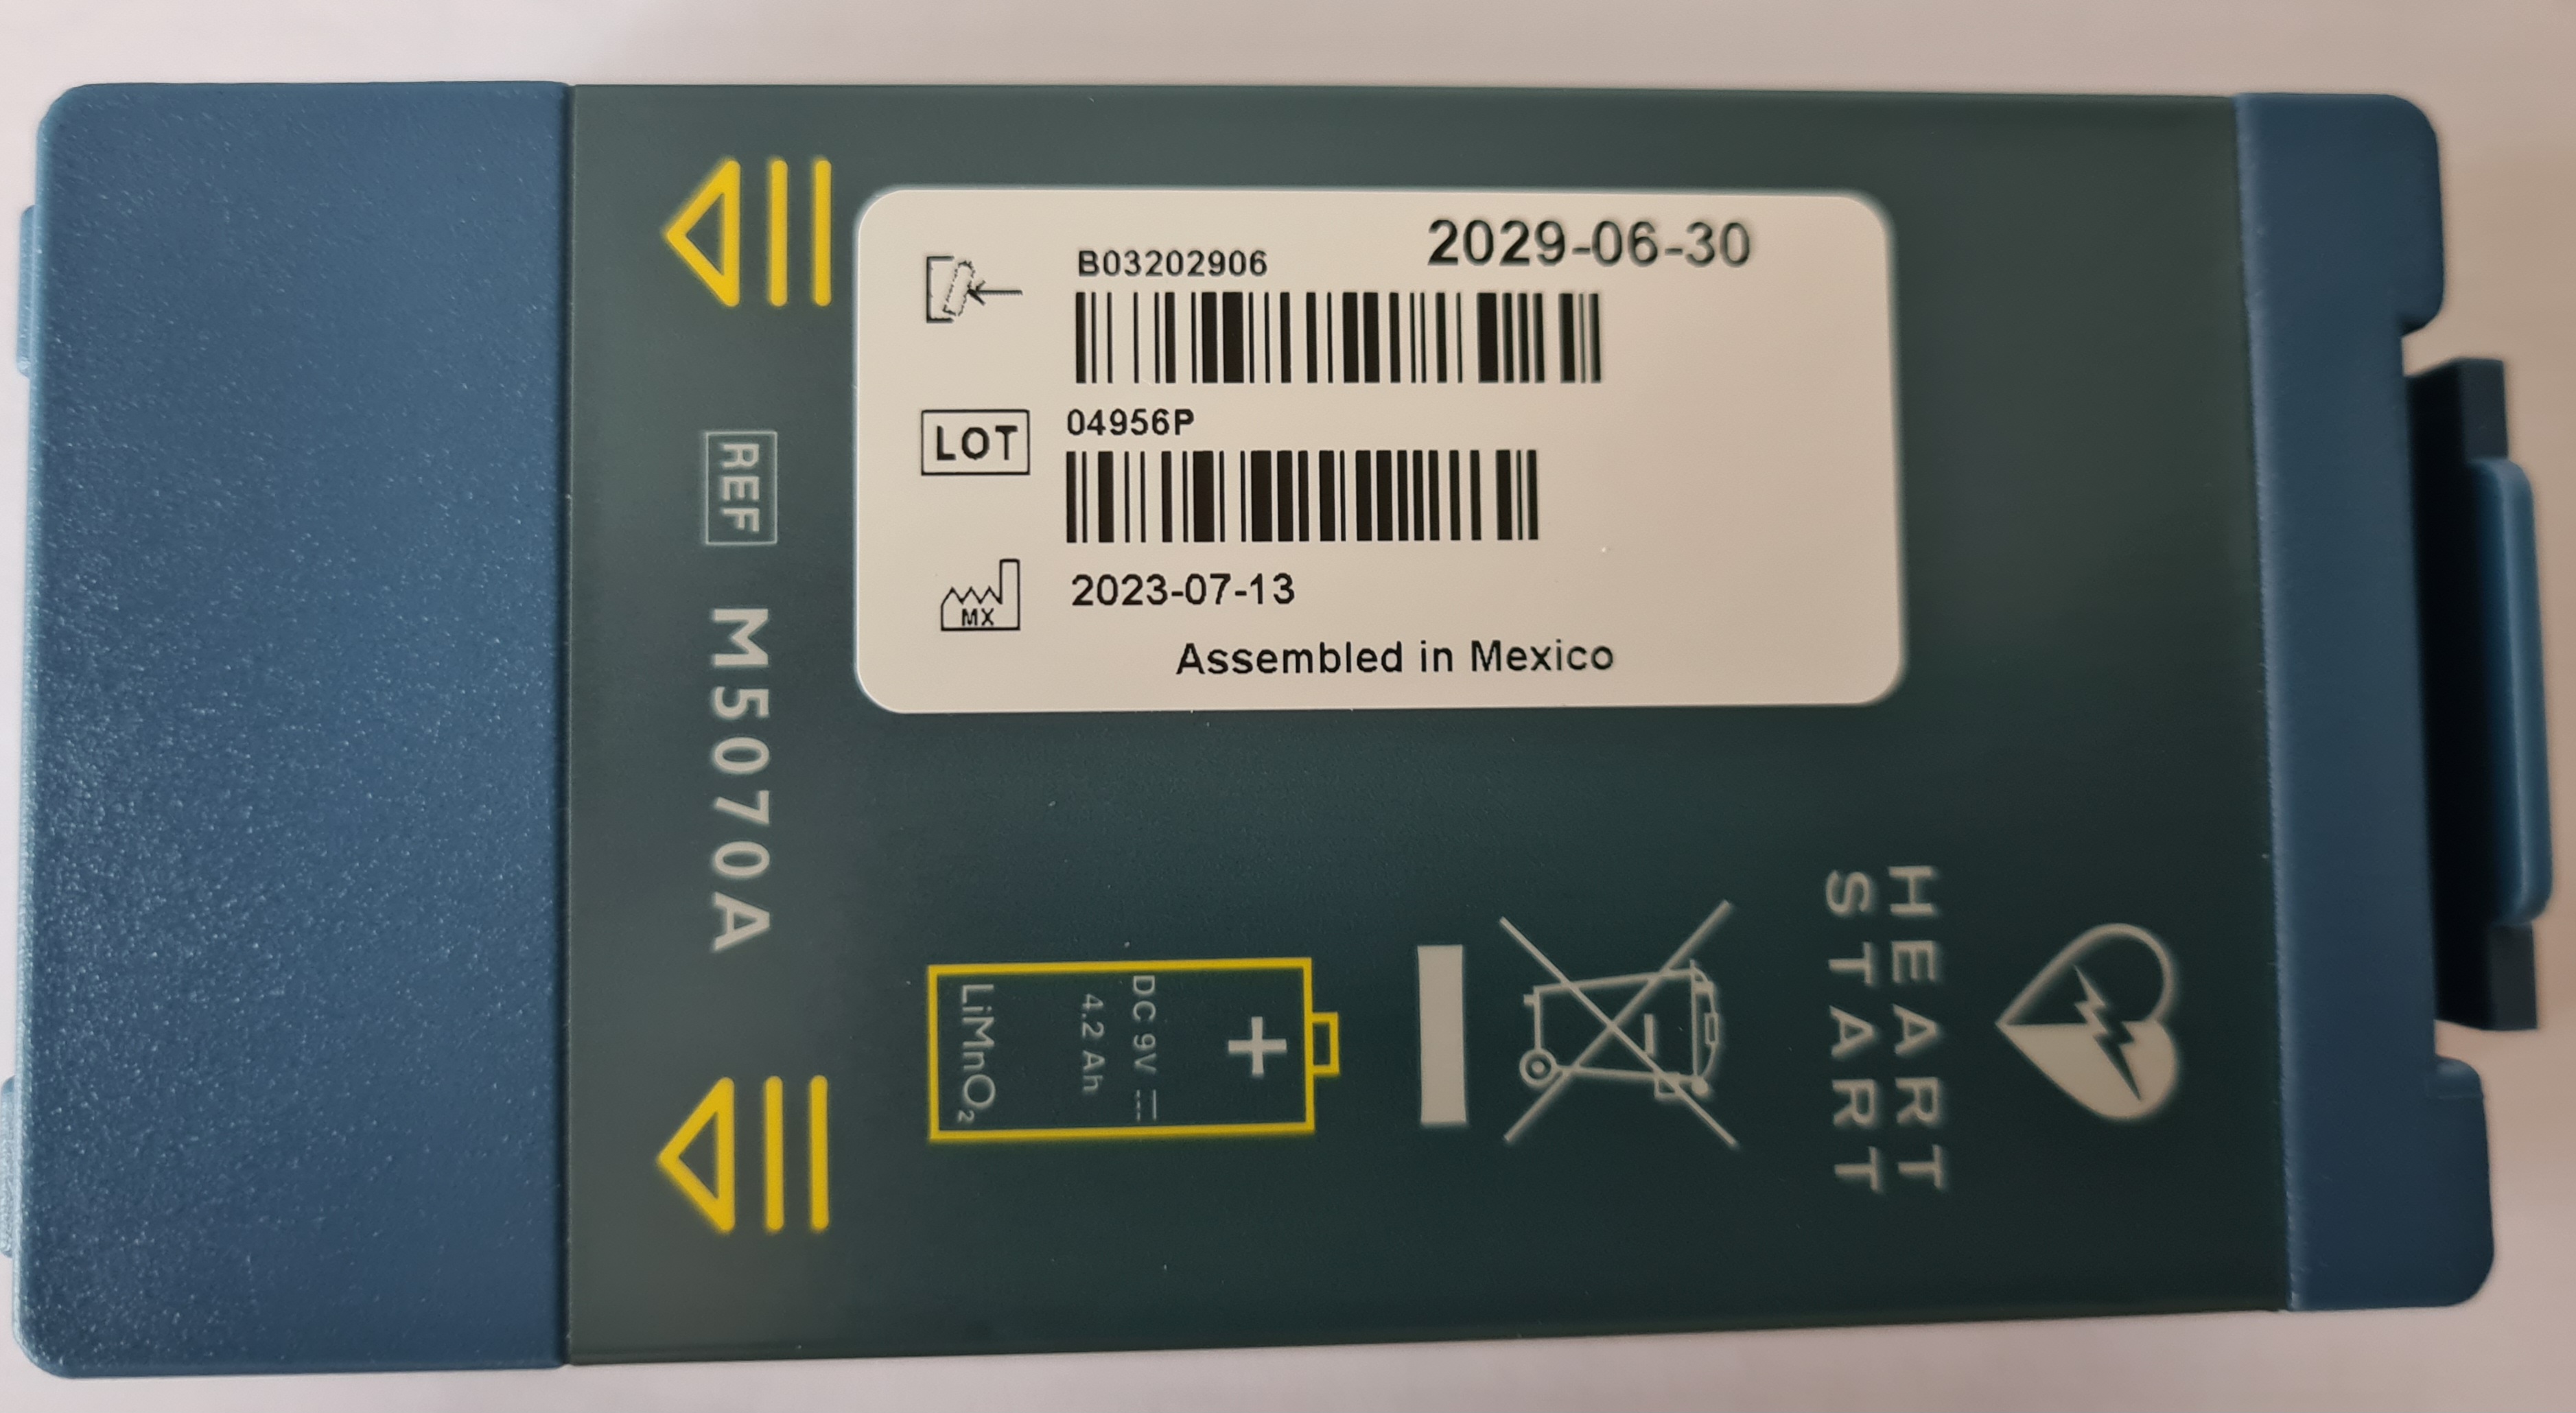 2029-06-30
B03202906
LOT
04956P
MX
2023-07-13
Assembled in Mexico
REF M5070A
HEART
START
+
DC 9V
4.2 Ah
LiMnO₂